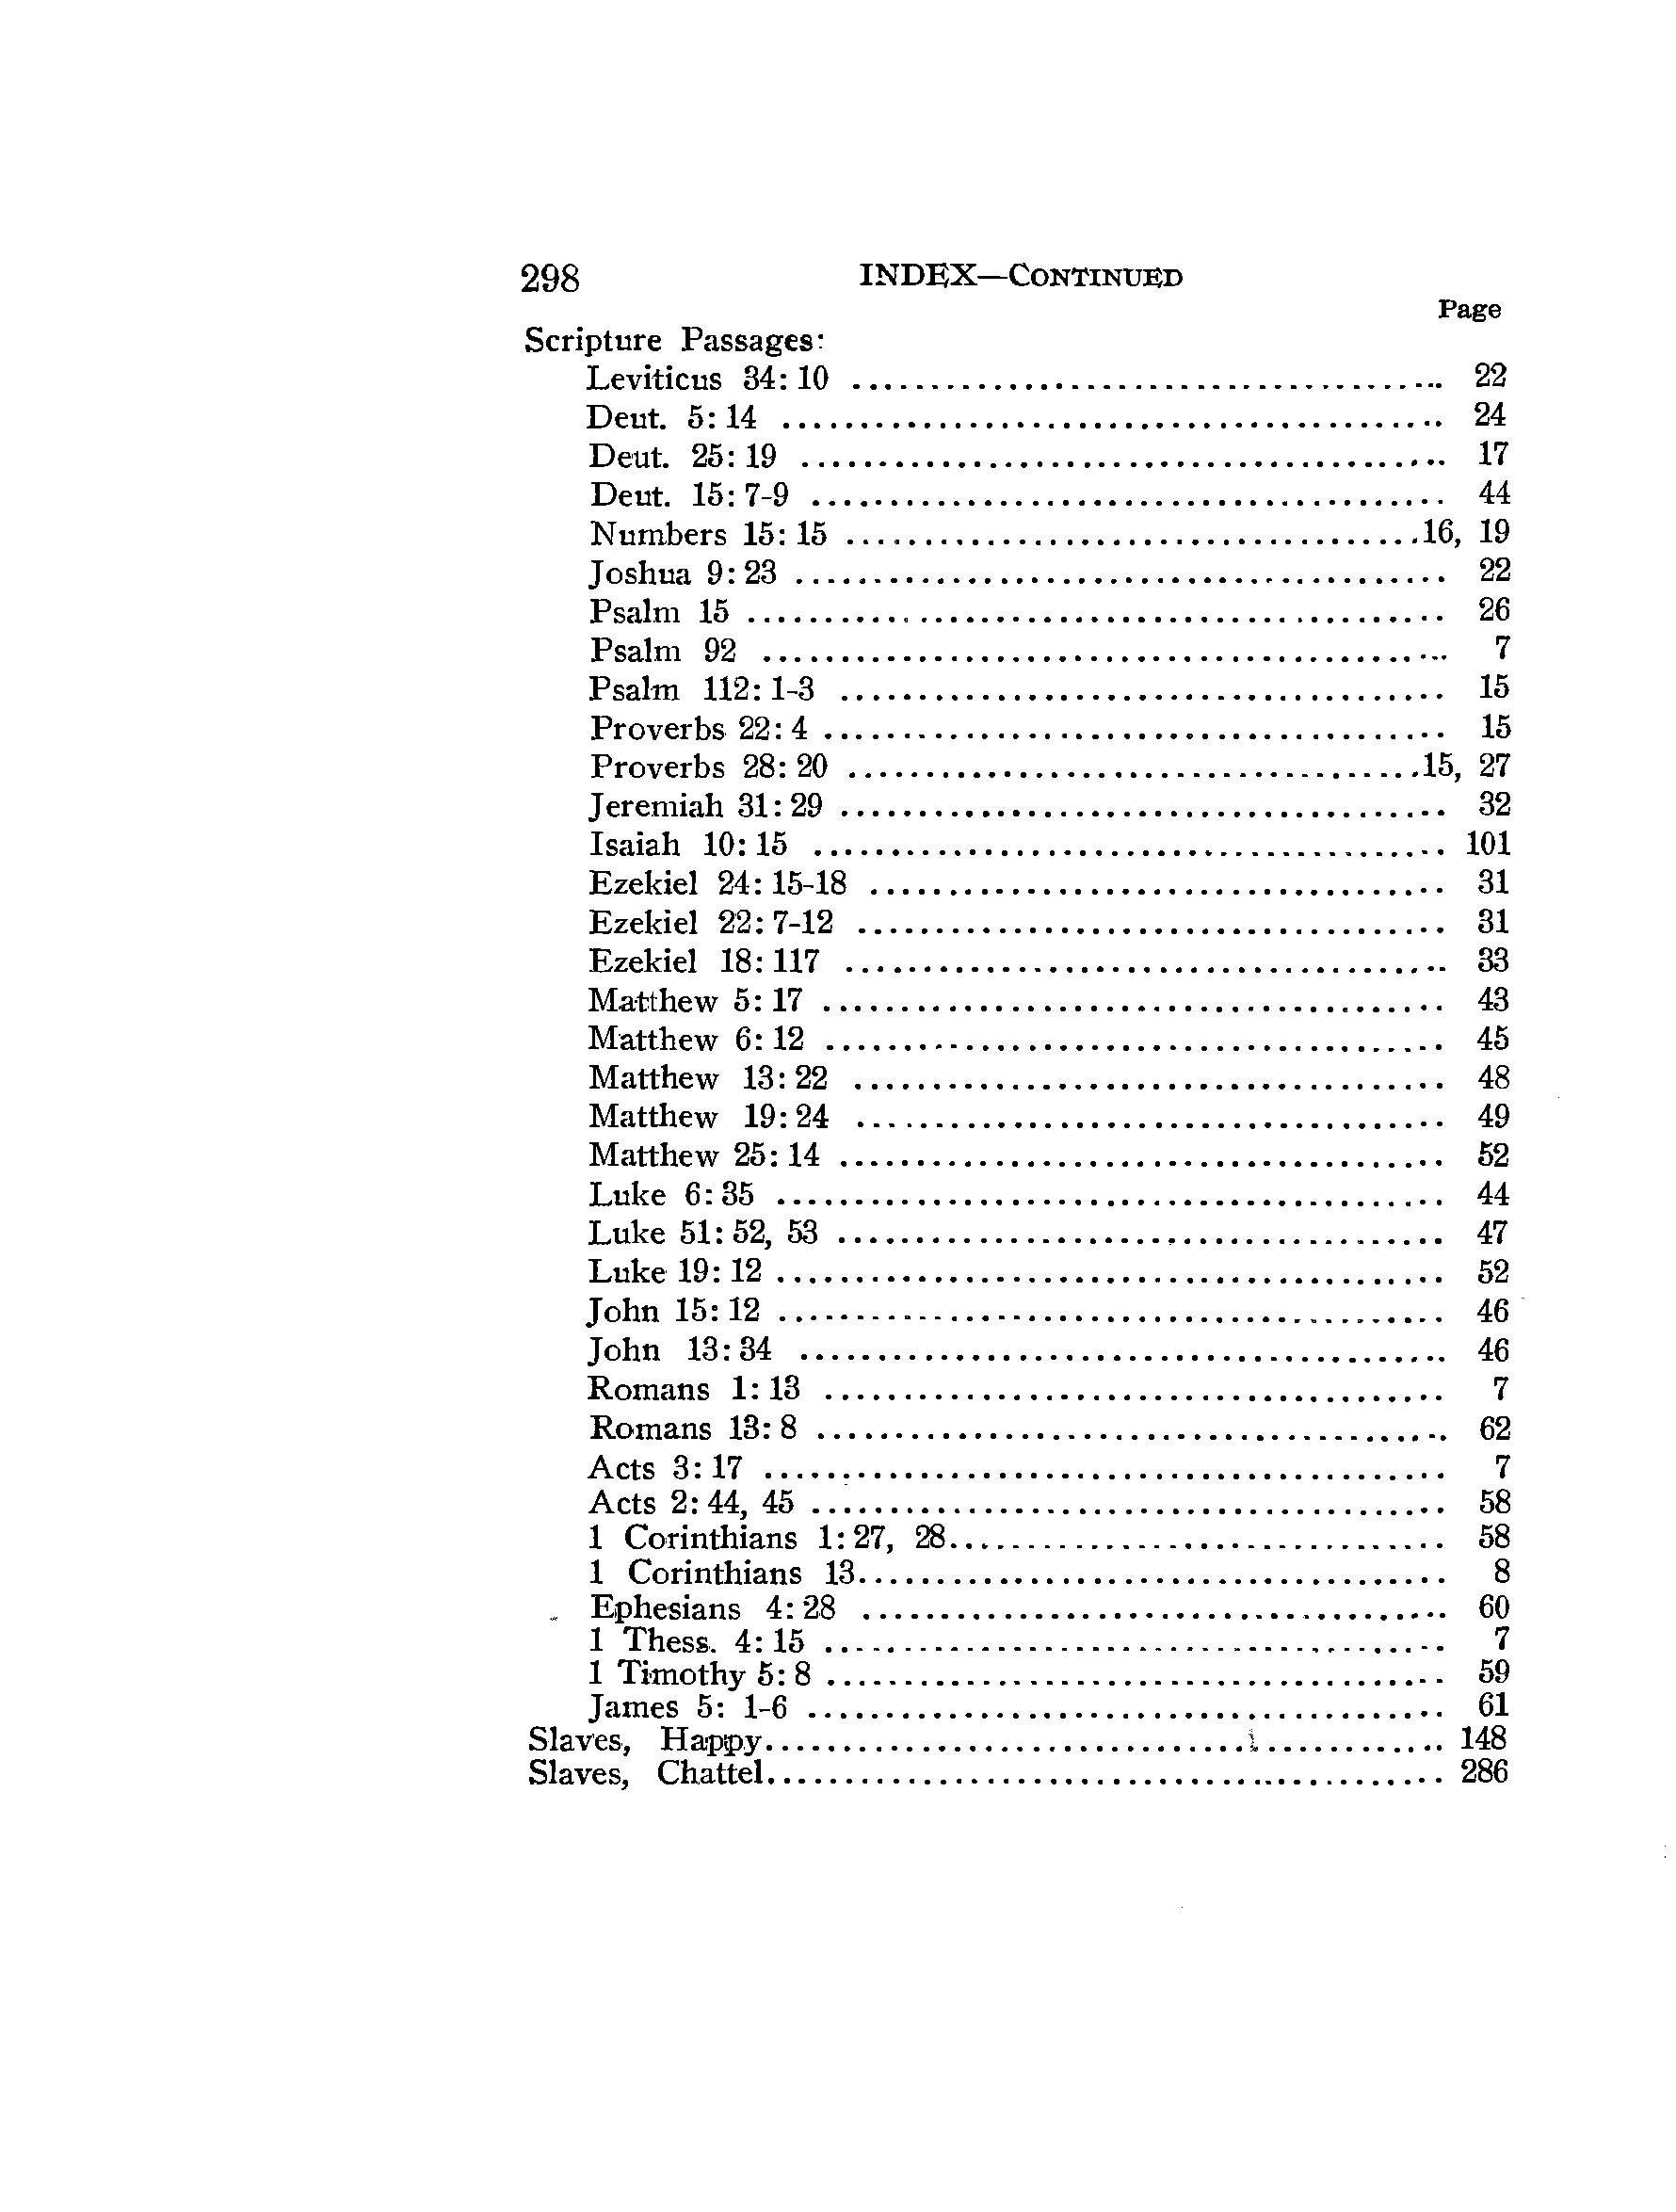 298 INDEX—CONTINUED
Page
Scripture Passages:
Leviticus 34: 10 ........................................ 22
Deut. 5: 14 ........................................ 24
Deut. 25: 19 ........................................ 17
Deut. 15: 7-9 ........................................ 44
Numbers 15: 15 ........................................16, 19
Joshua 9: 23 ........................................ 22
Psalm 15 ........................................ 26
Psalm 92 ........................................ 7
Psalm 112: 1-3 ........................................ 15
Proverbs 22: 4 ........................................ 15
Proverbs 28: 20 ........................................15, 27
Jeremiah 31: 29 ........................................ 32
Isaiah 10: 15 ........................................ 101
Ezekiel 24: 15-18 ........................................ 31
Ezekiel 22: 7-12 ........................................ 31
Ezekiel 18: 117 ........................................ 33
Matthew 5: 17 ........................................ 43
Matthew 6: 12 ........................................ 45
Matthew 13: 22 ........................................ 48
Matthew 19: 24 ........................................ 49
Matthew 25: 14 ........................................ 52
Luke 6: 35 ........................................ 44
Luke 51: 52, 53 ........................................ 47
Luke 19: 12 ........................................ 52
John 15: 12 ........................................ 46
John 13: 34 ........................................ 46
Romans 1: 13 ........................................ 7
Romans 13: 8 ........................................ 62
Acts 3: 17 ........................................ 7
Acts 2: 44, 45 ........................................ 58
1 Corinthians 1: 27, 28........................................ 58
1 Corinthians 13........................................ 8
Ephesians 4: 28 ........................................ 60
1 Thess. 4: 15 ........................................ 7
1 Timothy 5: 8 ........................................ 59
James 5: 1-6 ........................................ 61
Slaves, Happy........................................ 148
Slaves, Chattel........................................ 286